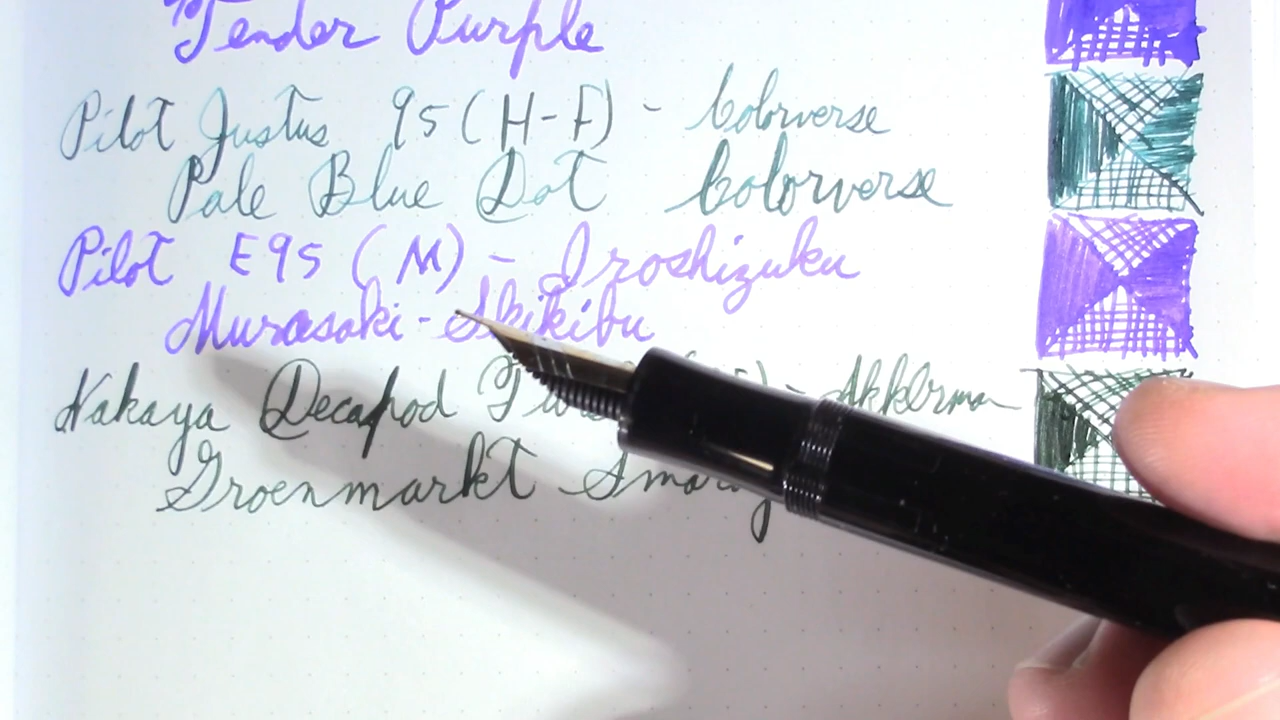 Tender Purple
Pilot Justus 95 (H-F) - Colorverse
Pale Blue Dot Colorverse
Pilot E95 (M) - Iroshizuku
Murasaki-Shikibu
Nakaya Decapod - Akkerman
Groenmarkt